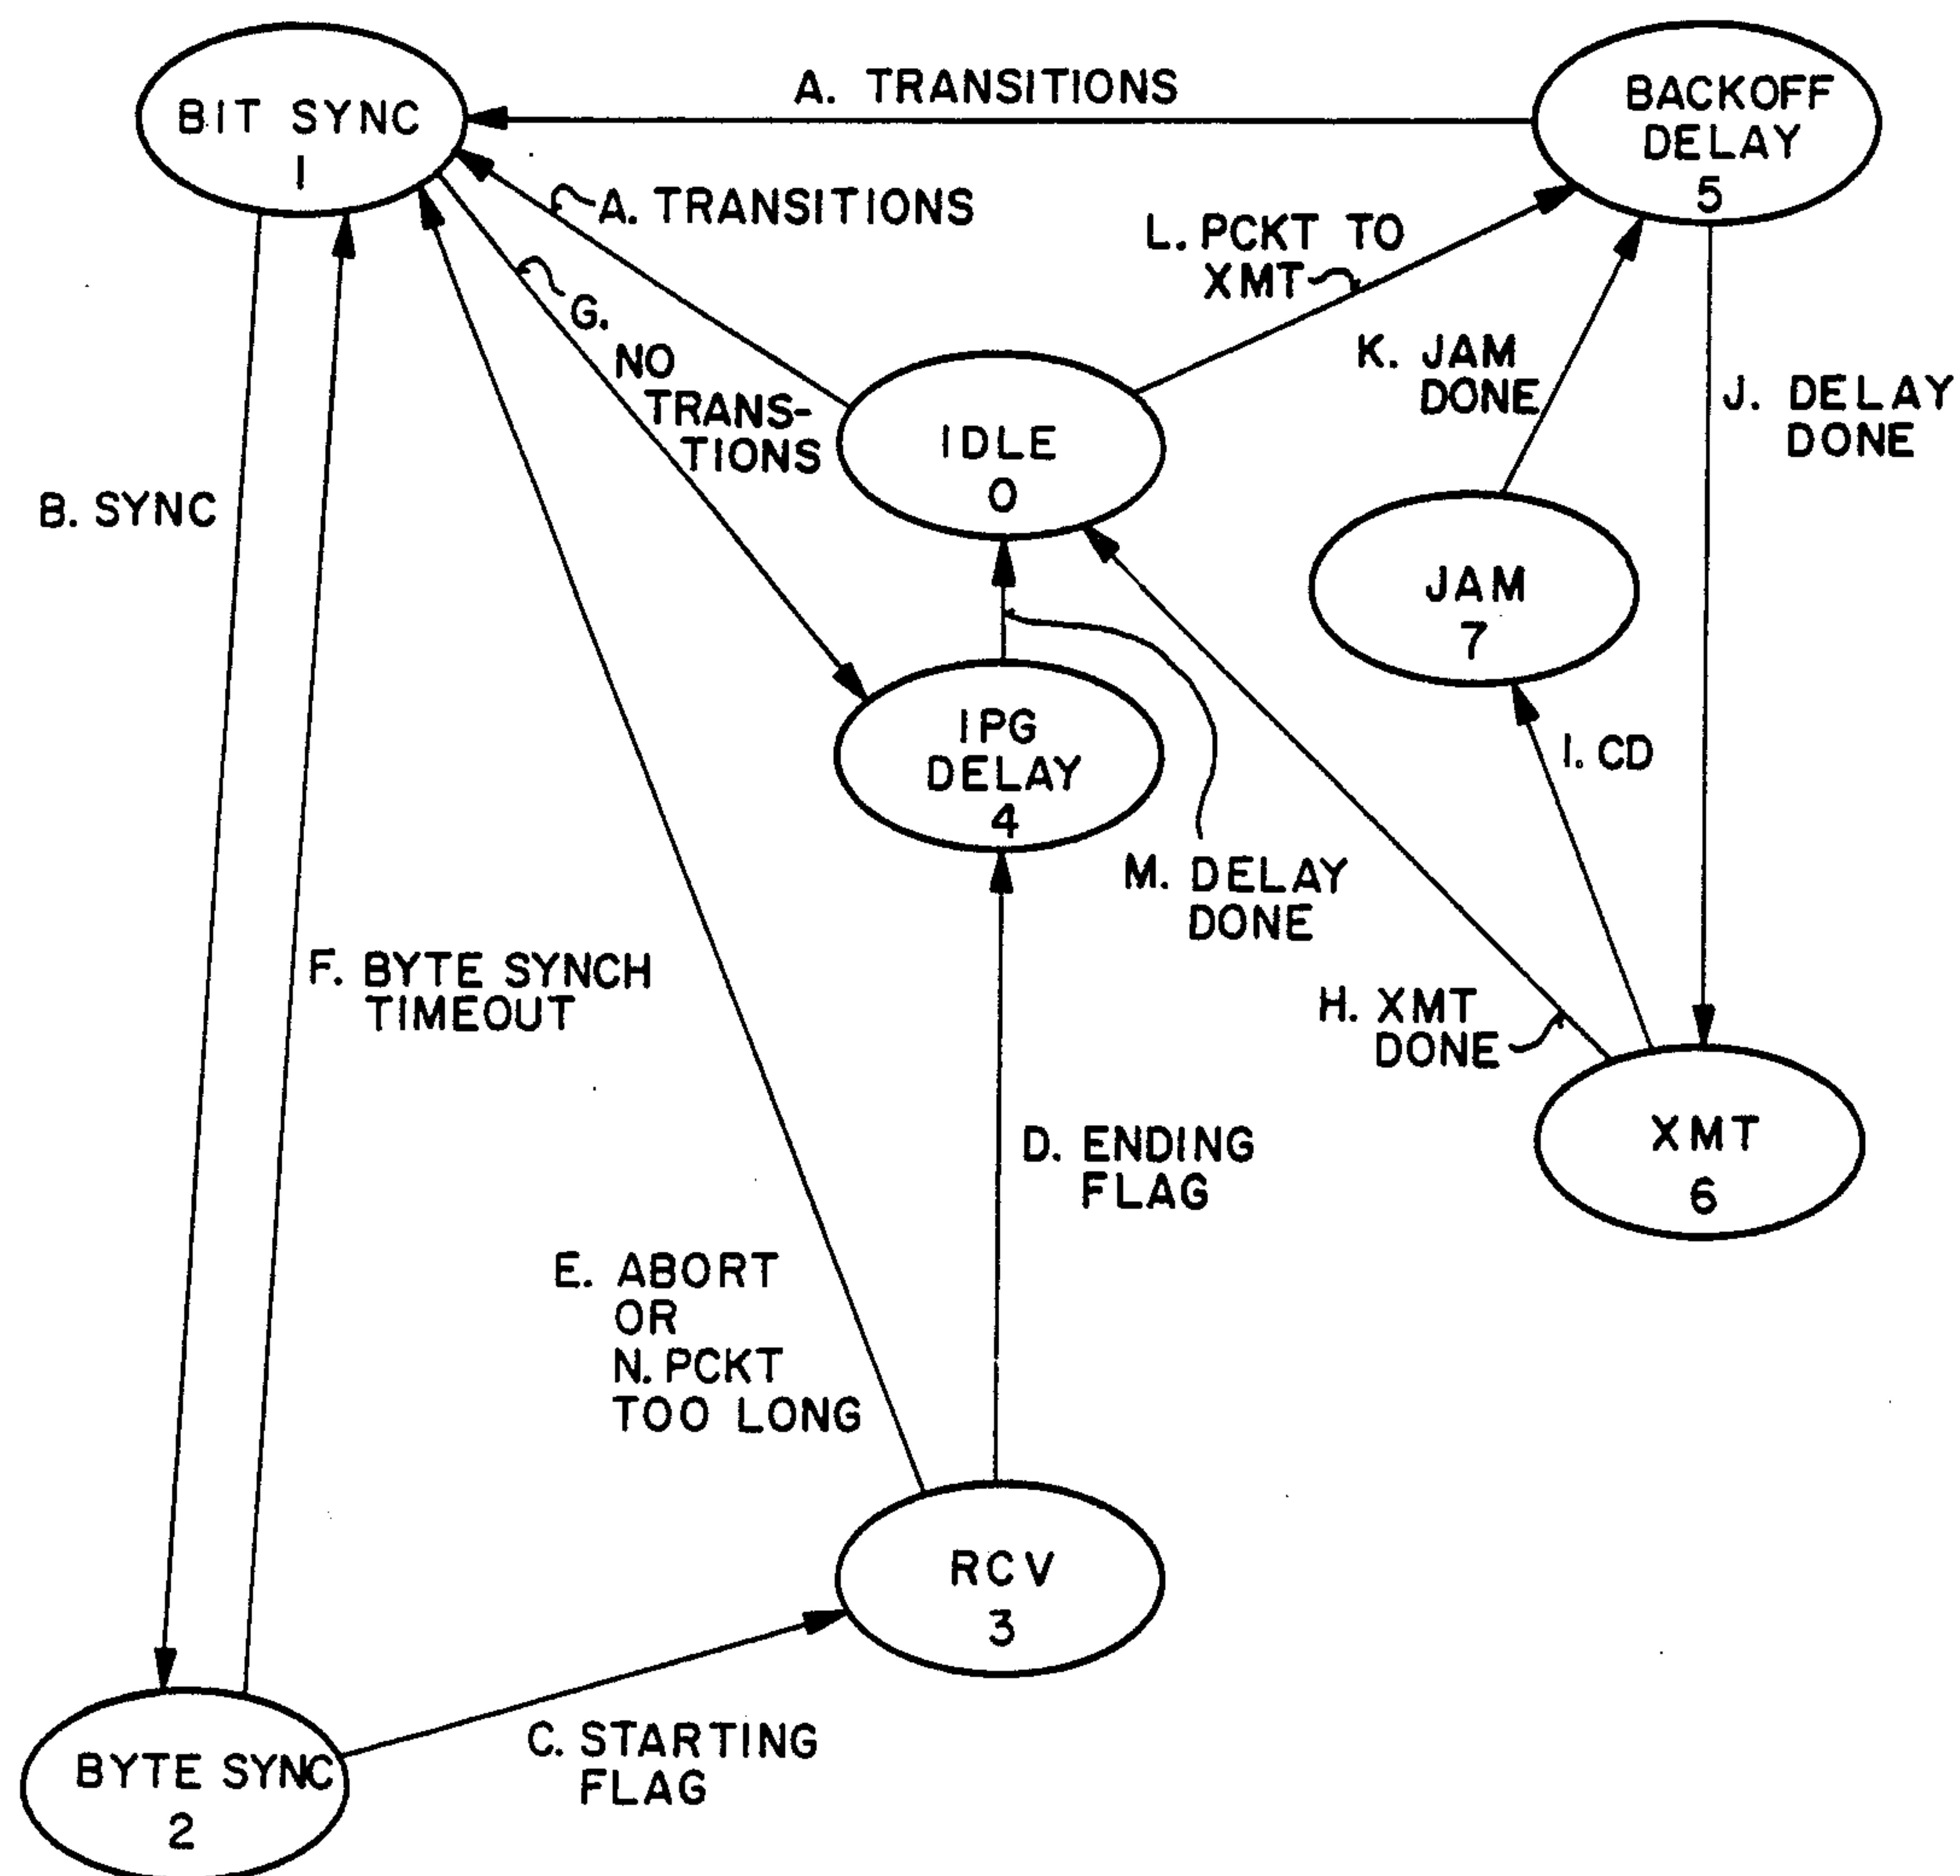 BIT SYNC
1
A. TRANSITIONS
BACKOFF
DELAY
5
A. TRANSITIONS
L. PCKT TO
XMT
G.
NO
TRANS-
TIONS
K. JAM
DONE
J. DELAY
DONE
IDLE
0
B. SYNC
JAM
7
IPG
DELAY
4
I. CD
M. DELAY
DONE
F. BYTE SYNCH
TIMEOUT
H. XMT
DONE
D. ENDING
FLAG
XMT
6
E. ABORT
OR
N. PCKT
TOO LONG
RCV
3
C. STARTING
FLAG
BYTE SYNC
2